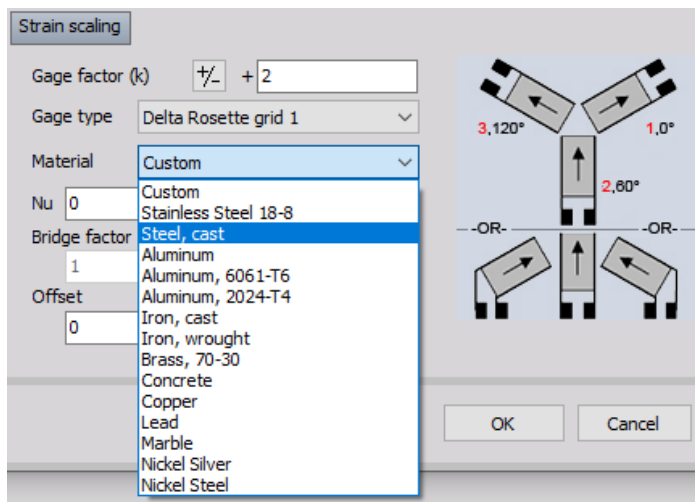 Strain scaling
Gage factor (k) +/- + 2
Gage type Delta Rosette grid 1
Material Custom
Nu 0
Bridge factor
1
Offset
0
Custom
Stainless Steel 18-8
Steel, cast
Aluminum
Aluminum, 6061-T6
Aluminum, 2024-T4
Iron, cast
Iron, wrought
Brass, 70-30
Concrete
Copper
Lead
Marble
Nickel Silver
Nickel Steel
3,120° 1,0°
2,60°
-OR- -OR-
OK Cancel